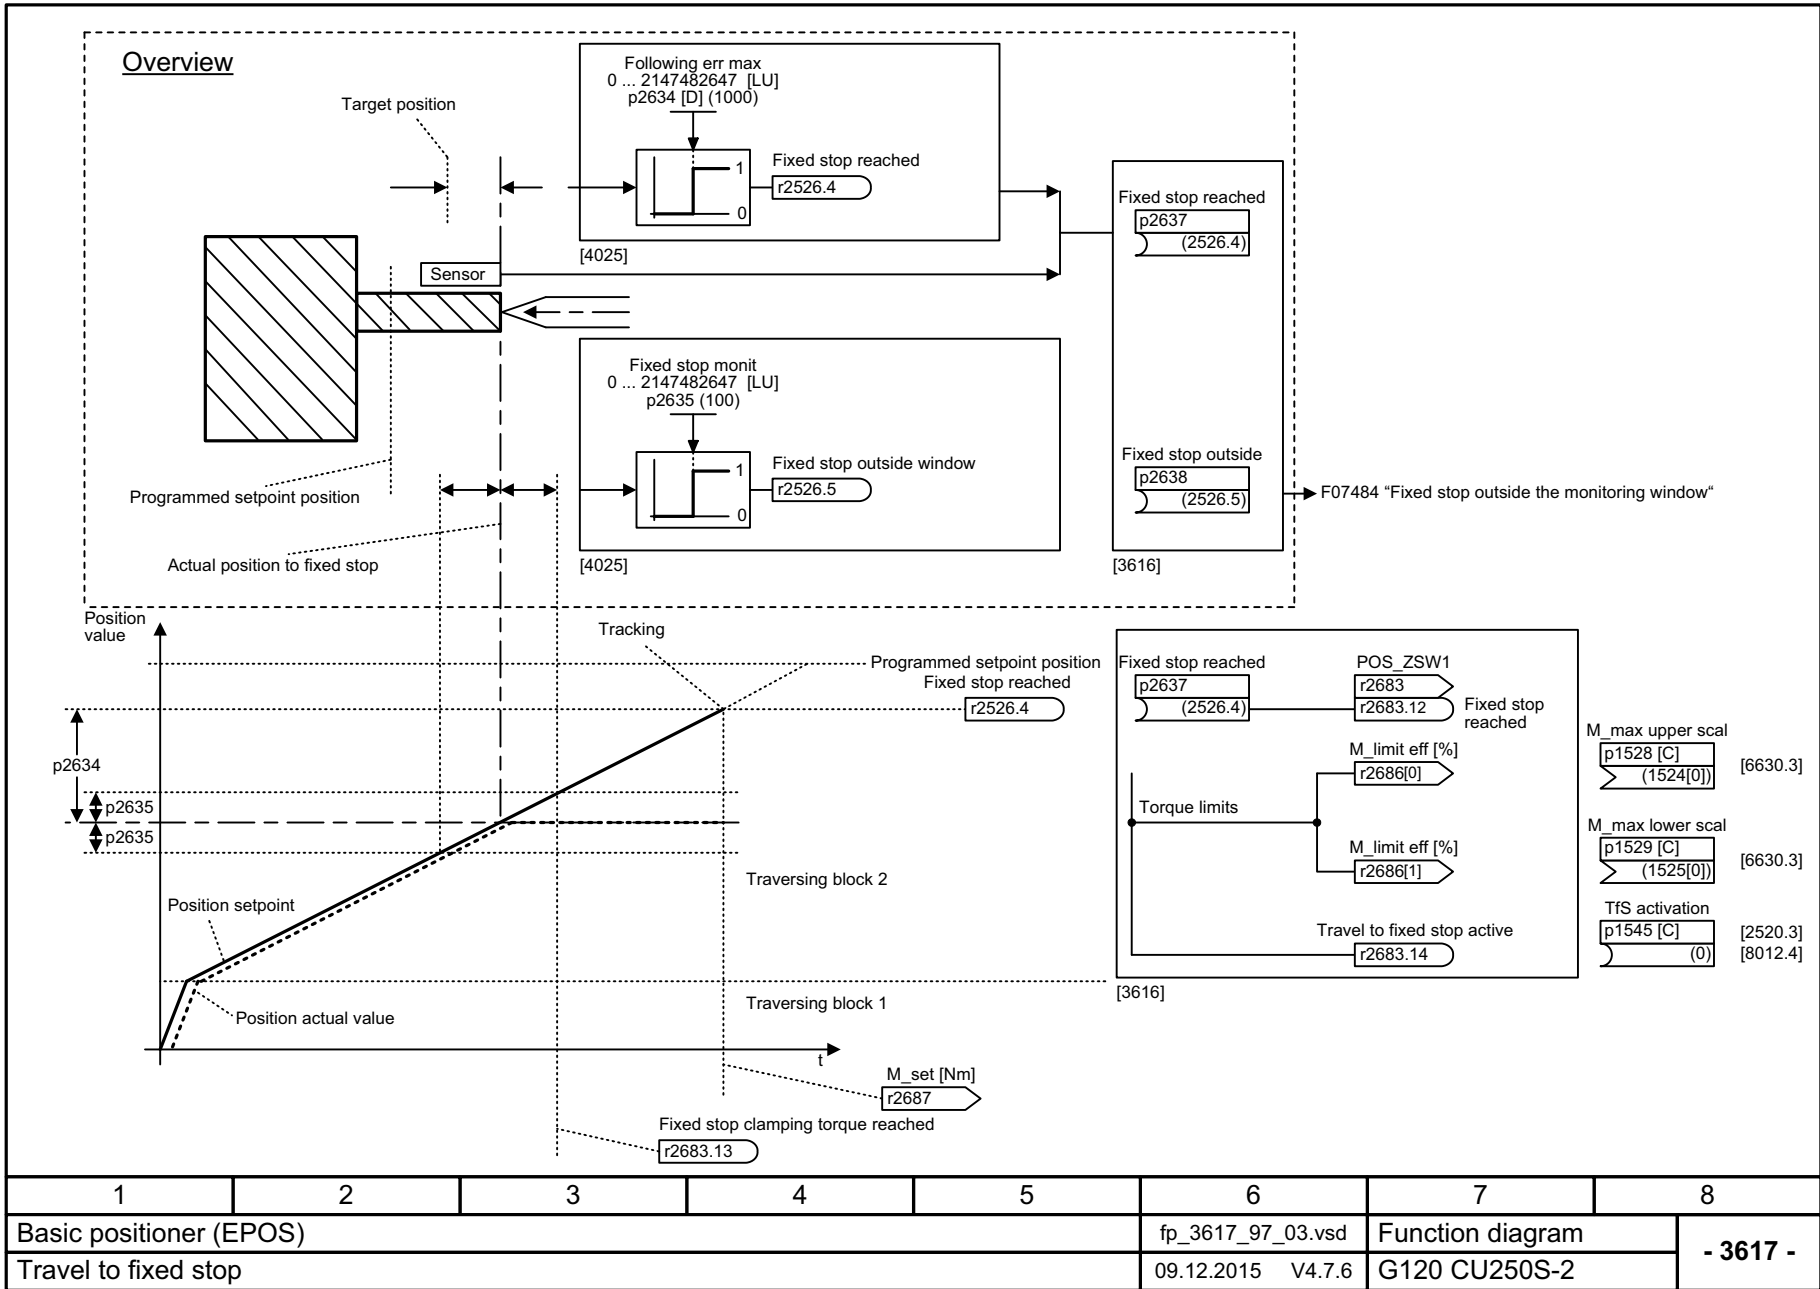 Overview
Target position
Following err max
0 ... 2147482647 [LU]
p2634 [D] (1000)
1
0
Fixed stop reached
r2526.4
[4025]
Sensor
Fixed stop reached
p2637
(2526.4)
Fixed stop monit
0 ... 2147482647 [LU]
p2635 (100)
1
0
Fixed stop outside window
r2526.5
[4025]
Fixed stop outside
p2638
(2526.5)
[3616]
F07484 “Fixed stop outside the monitoring window“
Programmed setpoint position
Actual position to fixed stop
Position
value
Tracking
Programmed setpoint position
Fixed stop reached
r2526.4
p2634
p2635
p2635
Position setpoint
Traversing block 2
Position actual value
Traversing block 1
t
M_set [Nm]
r2687
Fixed stop clamping torque reached
r2683.13
Fixed stop reached
p2637
(2526.4)
POS_ZSW1
r2683
r2683.12
Fixed stop
reached
M_limit eff [%]
r2686[0]
Torque limits
M_limit eff [%]
r2686[1]
Travel to fixed stop active
r2683.14
[3616]
M_max upper scal
p1528 [C]
(1524[0])
[6630.3]
M_max lower scal
p1529 [C]
(1525[0])
[6630.3]
TfS activation
p1545 [C]
(0)
[2520.3]
[8012.4]
1 2 3 4 5 6 7 8
Basic positioner (EPOS)
fp_3617_97_03.vsd
Function diagram
- 3617 -
Travel to fixed stop
09.12.2015 V4.7.6
G120 CU250S-2